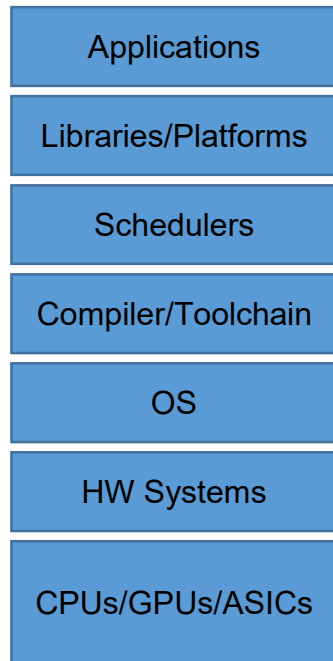 Applications
Libraries/Platforms
Schedulers
Compiler/Toolchain
OS
HW Systems
CPUs/GPUs/ASICs